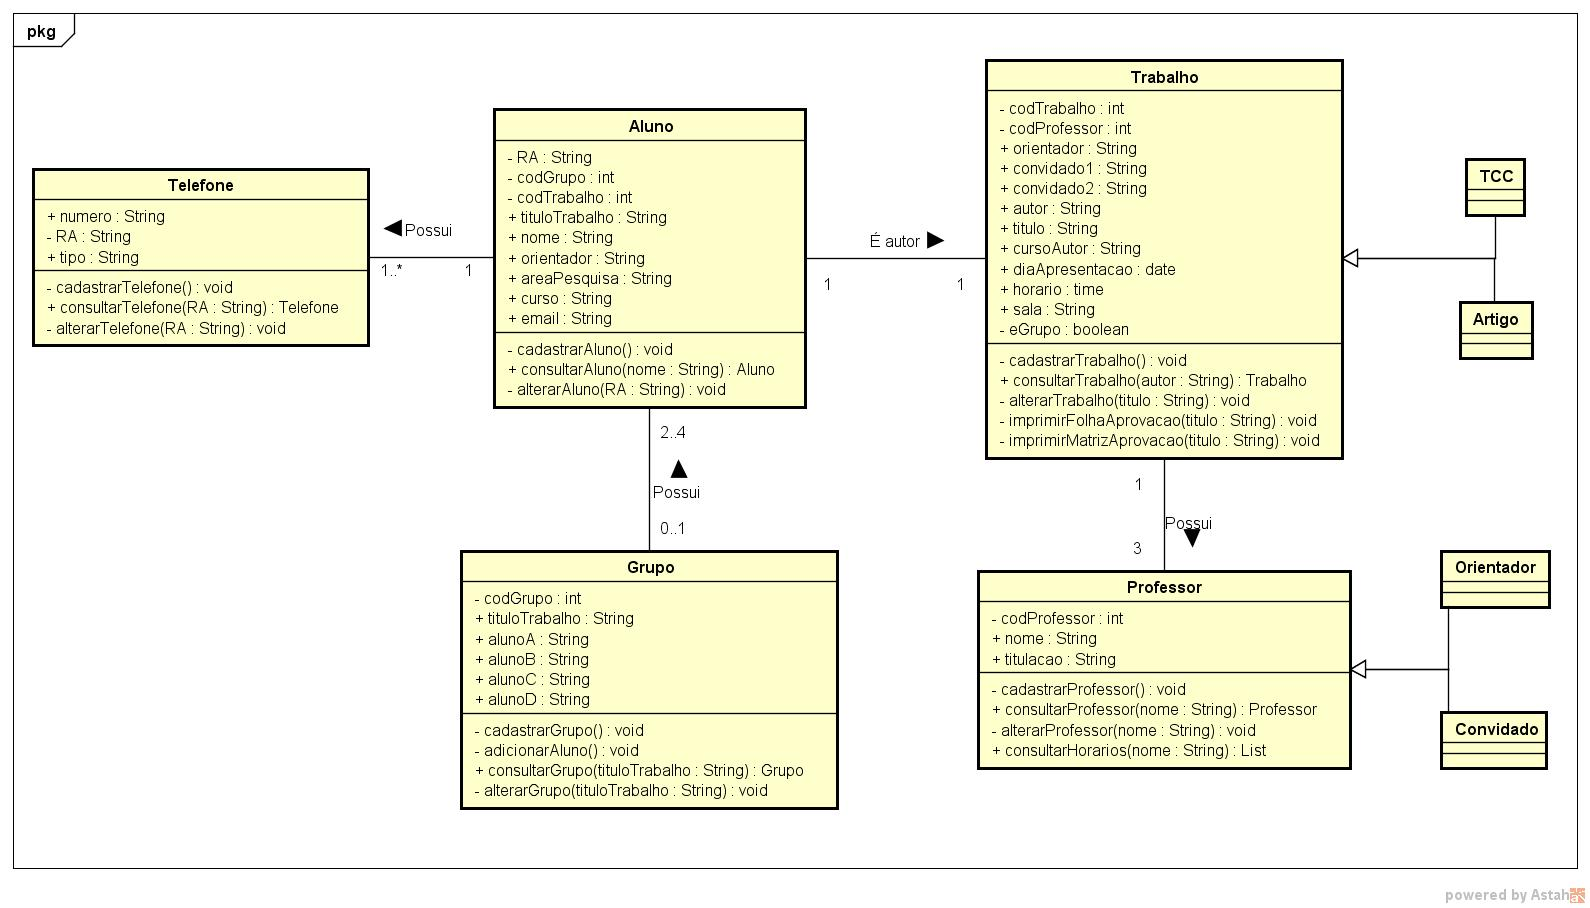 pkg
Telefone
+ numero : String
- RA : String
+ tipo : String
- cadastrarTelefone() : void
+ consultarTelefone(RA : String) : Telefone
- alterarTelefone(RA : String) : void
Possui
1..*
1
Aluno
- RA : String
- codGrupo : int
- codTrabalho : int
+ tituloTrabalho : String
+ nome : String
+ orientador : String
+ areaPesquisa : String
+ curso : String
+ email : String
- cadastrarAluno() : void
+ consultarAluno(nome : String) : Aluno
- alterarAluno(RA : String) : void
É autor
1
1
Trabalho
- codTrabalho : int
- codProfessor : int
+ orientador : String
+ convidado1 : String
+ convidado2 : String
+ autor : String
+ titulo : String
+ cursoAutor : String
+ diaApresentacao : date
+ horario : time
+ sala : String
- eGrupo : boolean
- cadastrarTrabalho() : void
+ consultarTrabalho(autor : String) : Trabalho
- alterarTrabalho(titulo : String) : void
- imprimirFolhaAprovacao(titulo : String) : void
- imprimirMatrizAprovacao(titulo : String) : void
TCC
Artigo
2..4
Possui
0..1
Grupo
- codGrupo : int
+ tituloTrabalho : String
+ alunoA : String
+ alunoB : String
+ alunoC : String
+ alunoD : String
- cadastrarGrupo() : void
- adicionarAluno() : void
+ consultarGrupo(tituloTrabalho : String) : Grupo
- alterarGrupo(tituloTrabalho : String) : void
1
Possui
3
Professor
- codProfessor : int
+ nome : String
+ titulacao : String
- cadastrarProfessor() : void
+ consultarProfessor(nome : String) : Professor
- alterarProfessor(nome : String) : void
+ consultarHorarios(nome : String) : List
Orientador
Convidado
powered by Astah